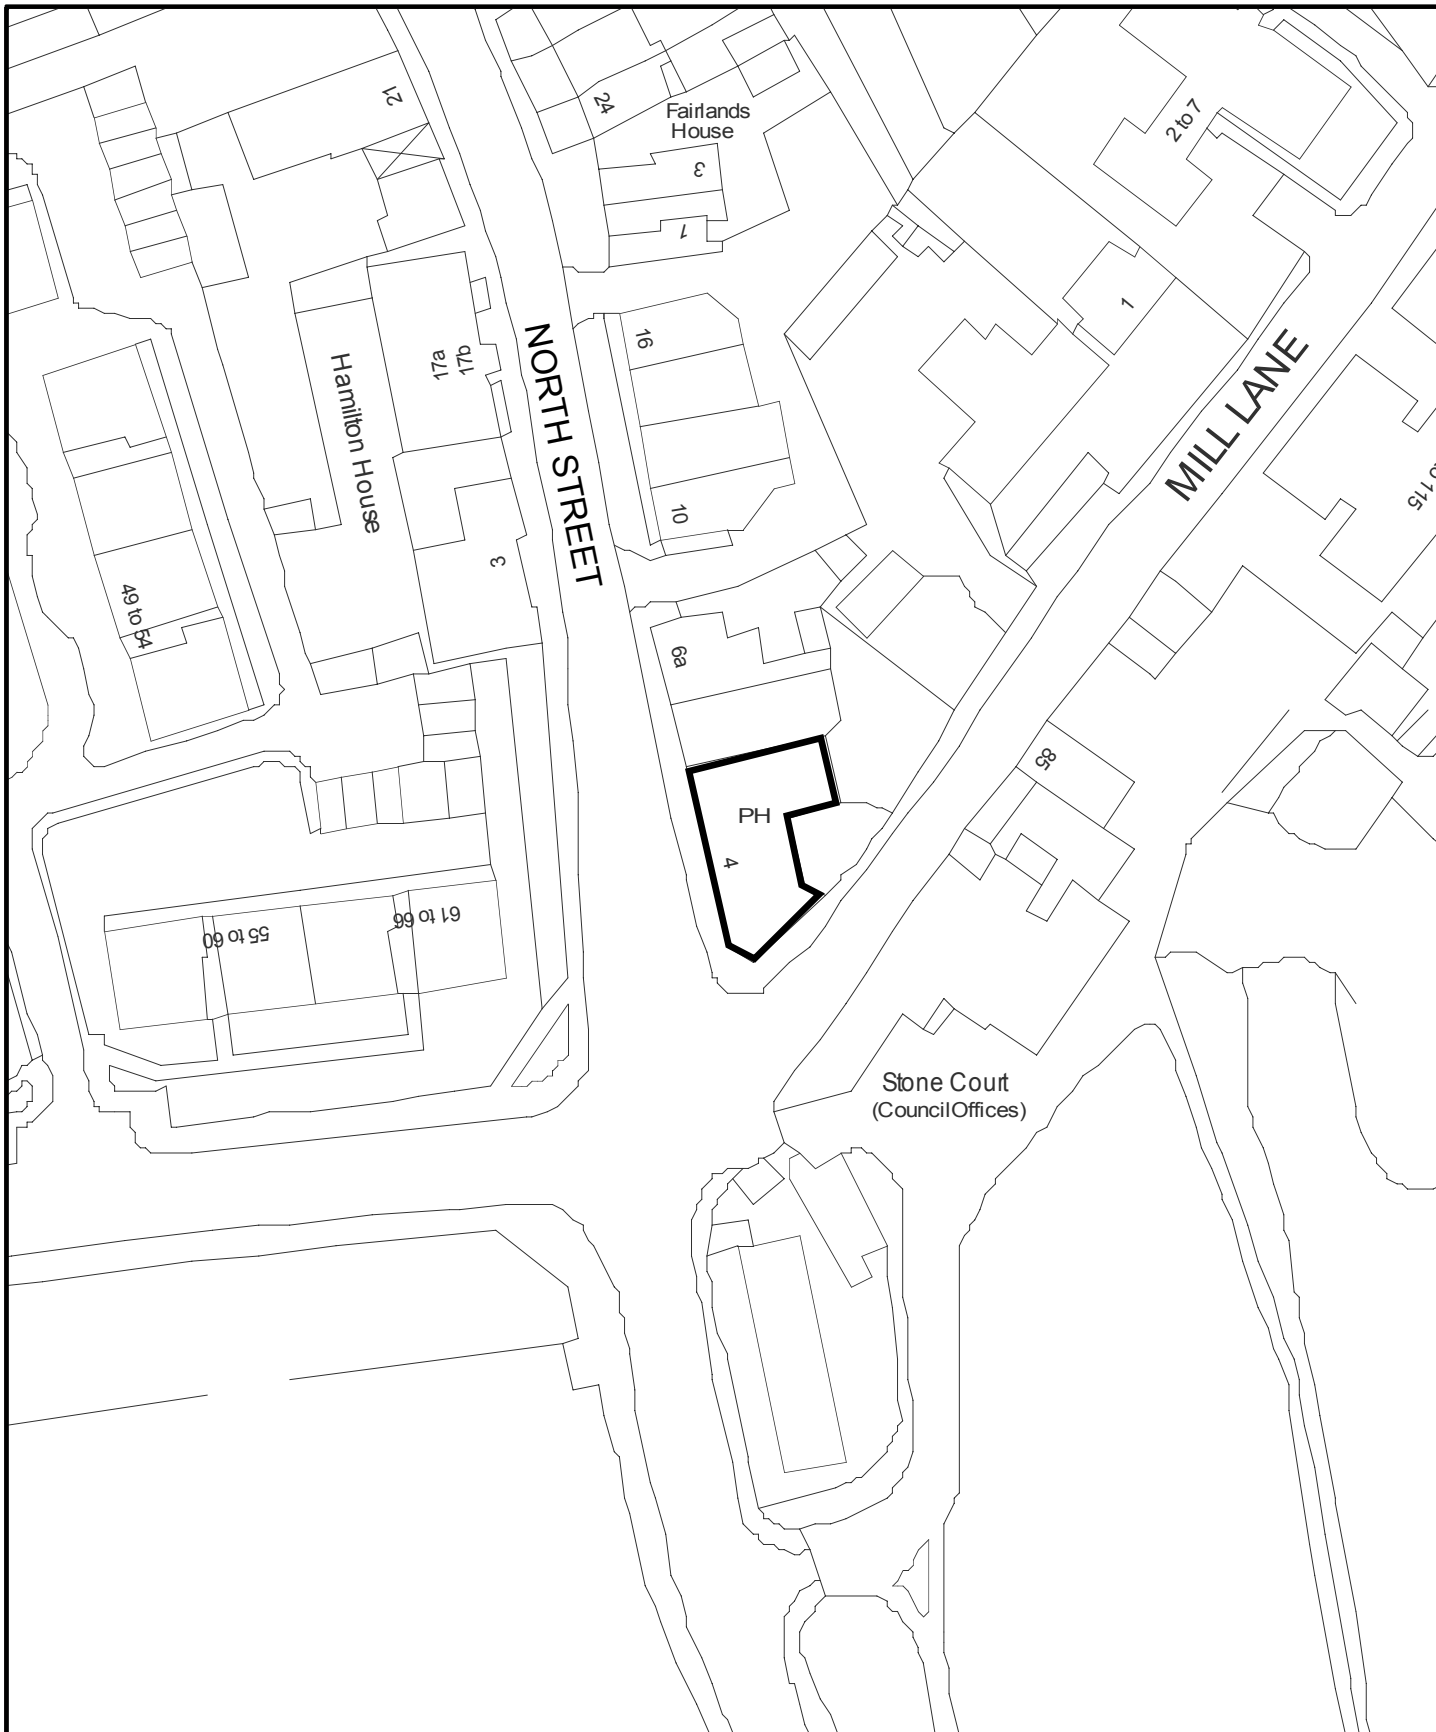 21
24
Fairlands
House
3
1
2 to 7
1
NORTH STREET
16
17b
17a
Hamilton House
MILL LANE
10
3
49 to 54
6a
85
PH
4
61 to 66
55 to 60
Stone Court
(Council Offices)
115